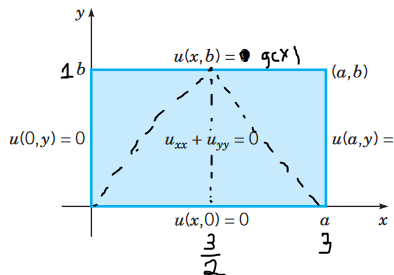 y
u(x,b) = g(x)
1 b
(a,b)
u(0,y) = 0
u_xx + u_yy = 0
u(a,y) =
u(x,0) = 0
a
x
3/2
3